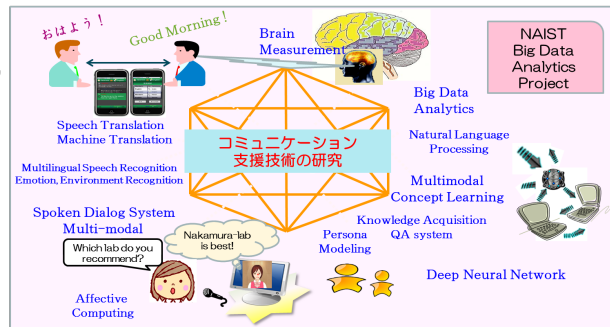 おはよう！
Good Morning！
Brain
Measurement
NAIST
Big Data
Analytics
Project
Big Data
Analytics
Speech Translation
Machine Translation
コミュニケーション
支援技術の研究
Natural Language
Processing
Multilingual Speech Recognition
Emotion, Environment Recognition
Multimodal
Concept Learning
Spoken Dialog System
Multi-modal
Knowledge Acquisition
QA system
Nakamura-lab
is best!
Persona
Modeling
Which lab do you
recommend?
Deep Neural Network
Affective
Computing